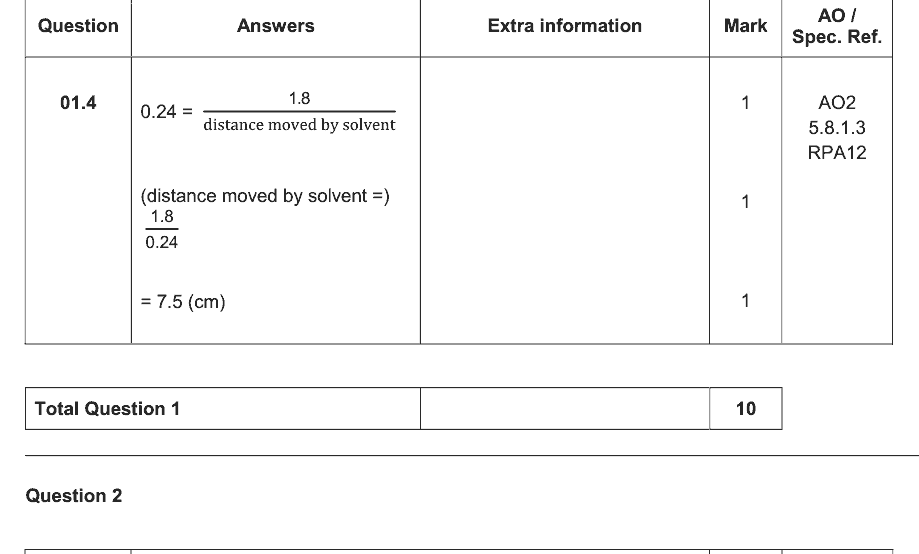 Question Answers Extra information Mark AO /
Spec. Ref.
01.4 0.24 = 1.8 1 AO2
distance moved by solvent 5.8.1.3
RPA12
(distance moved by solvent =) 1
1.8
0.24
= 7.5 (cm) 1
Total Question 1 10
Question 2